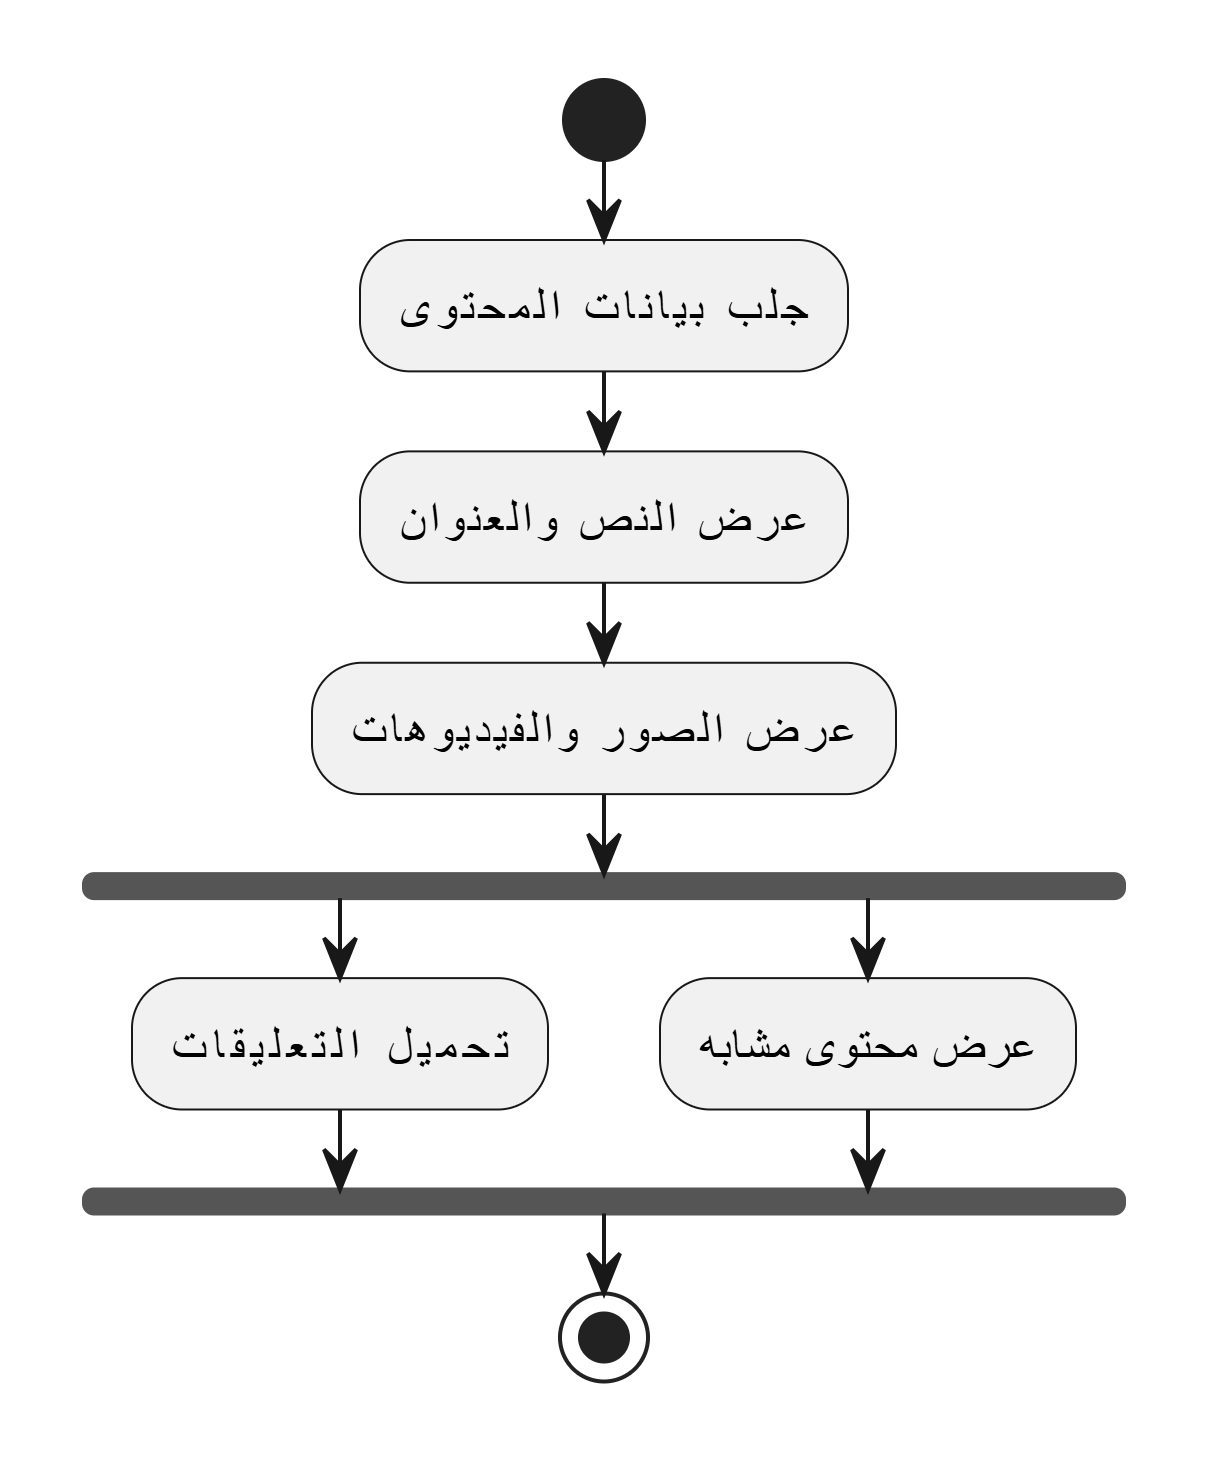 جلب بيانات المحتوى
عرض النص والعنوان
عرض الصور والفيديوهات
عرض محتوى مشابه
تحميل التعليقات